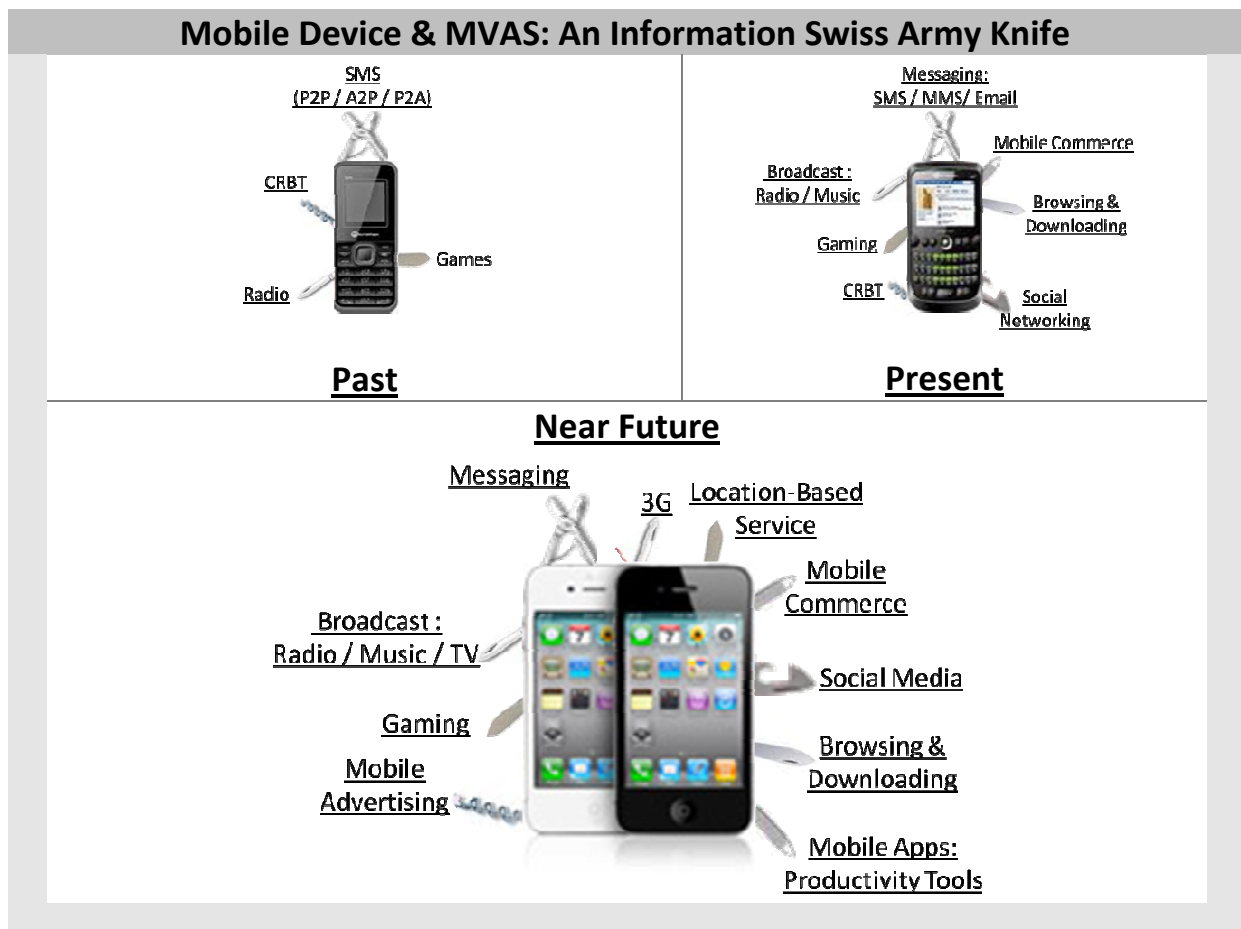 Mobile Device & MVAS: An Information Swiss Army Knife
SMS
(P2P / A2P / P2A)
CRBT
Games
Radio
Past
Messaging:
SMS / MMS/ Email
Mobile Commerce
Broadcast :
Radio / Music
Browsing &
Downloading
Gaming
CRBT
Social
Networking
Present
Near Future
Messaging
3G
Location-Based
Service
Mobile
Commerce
Broadcast :
Radio / Music / TV
Social Media
Gaming
Browsing &
Downloading
Mobile
Advertising
Mobile Apps:
Productivity Tools